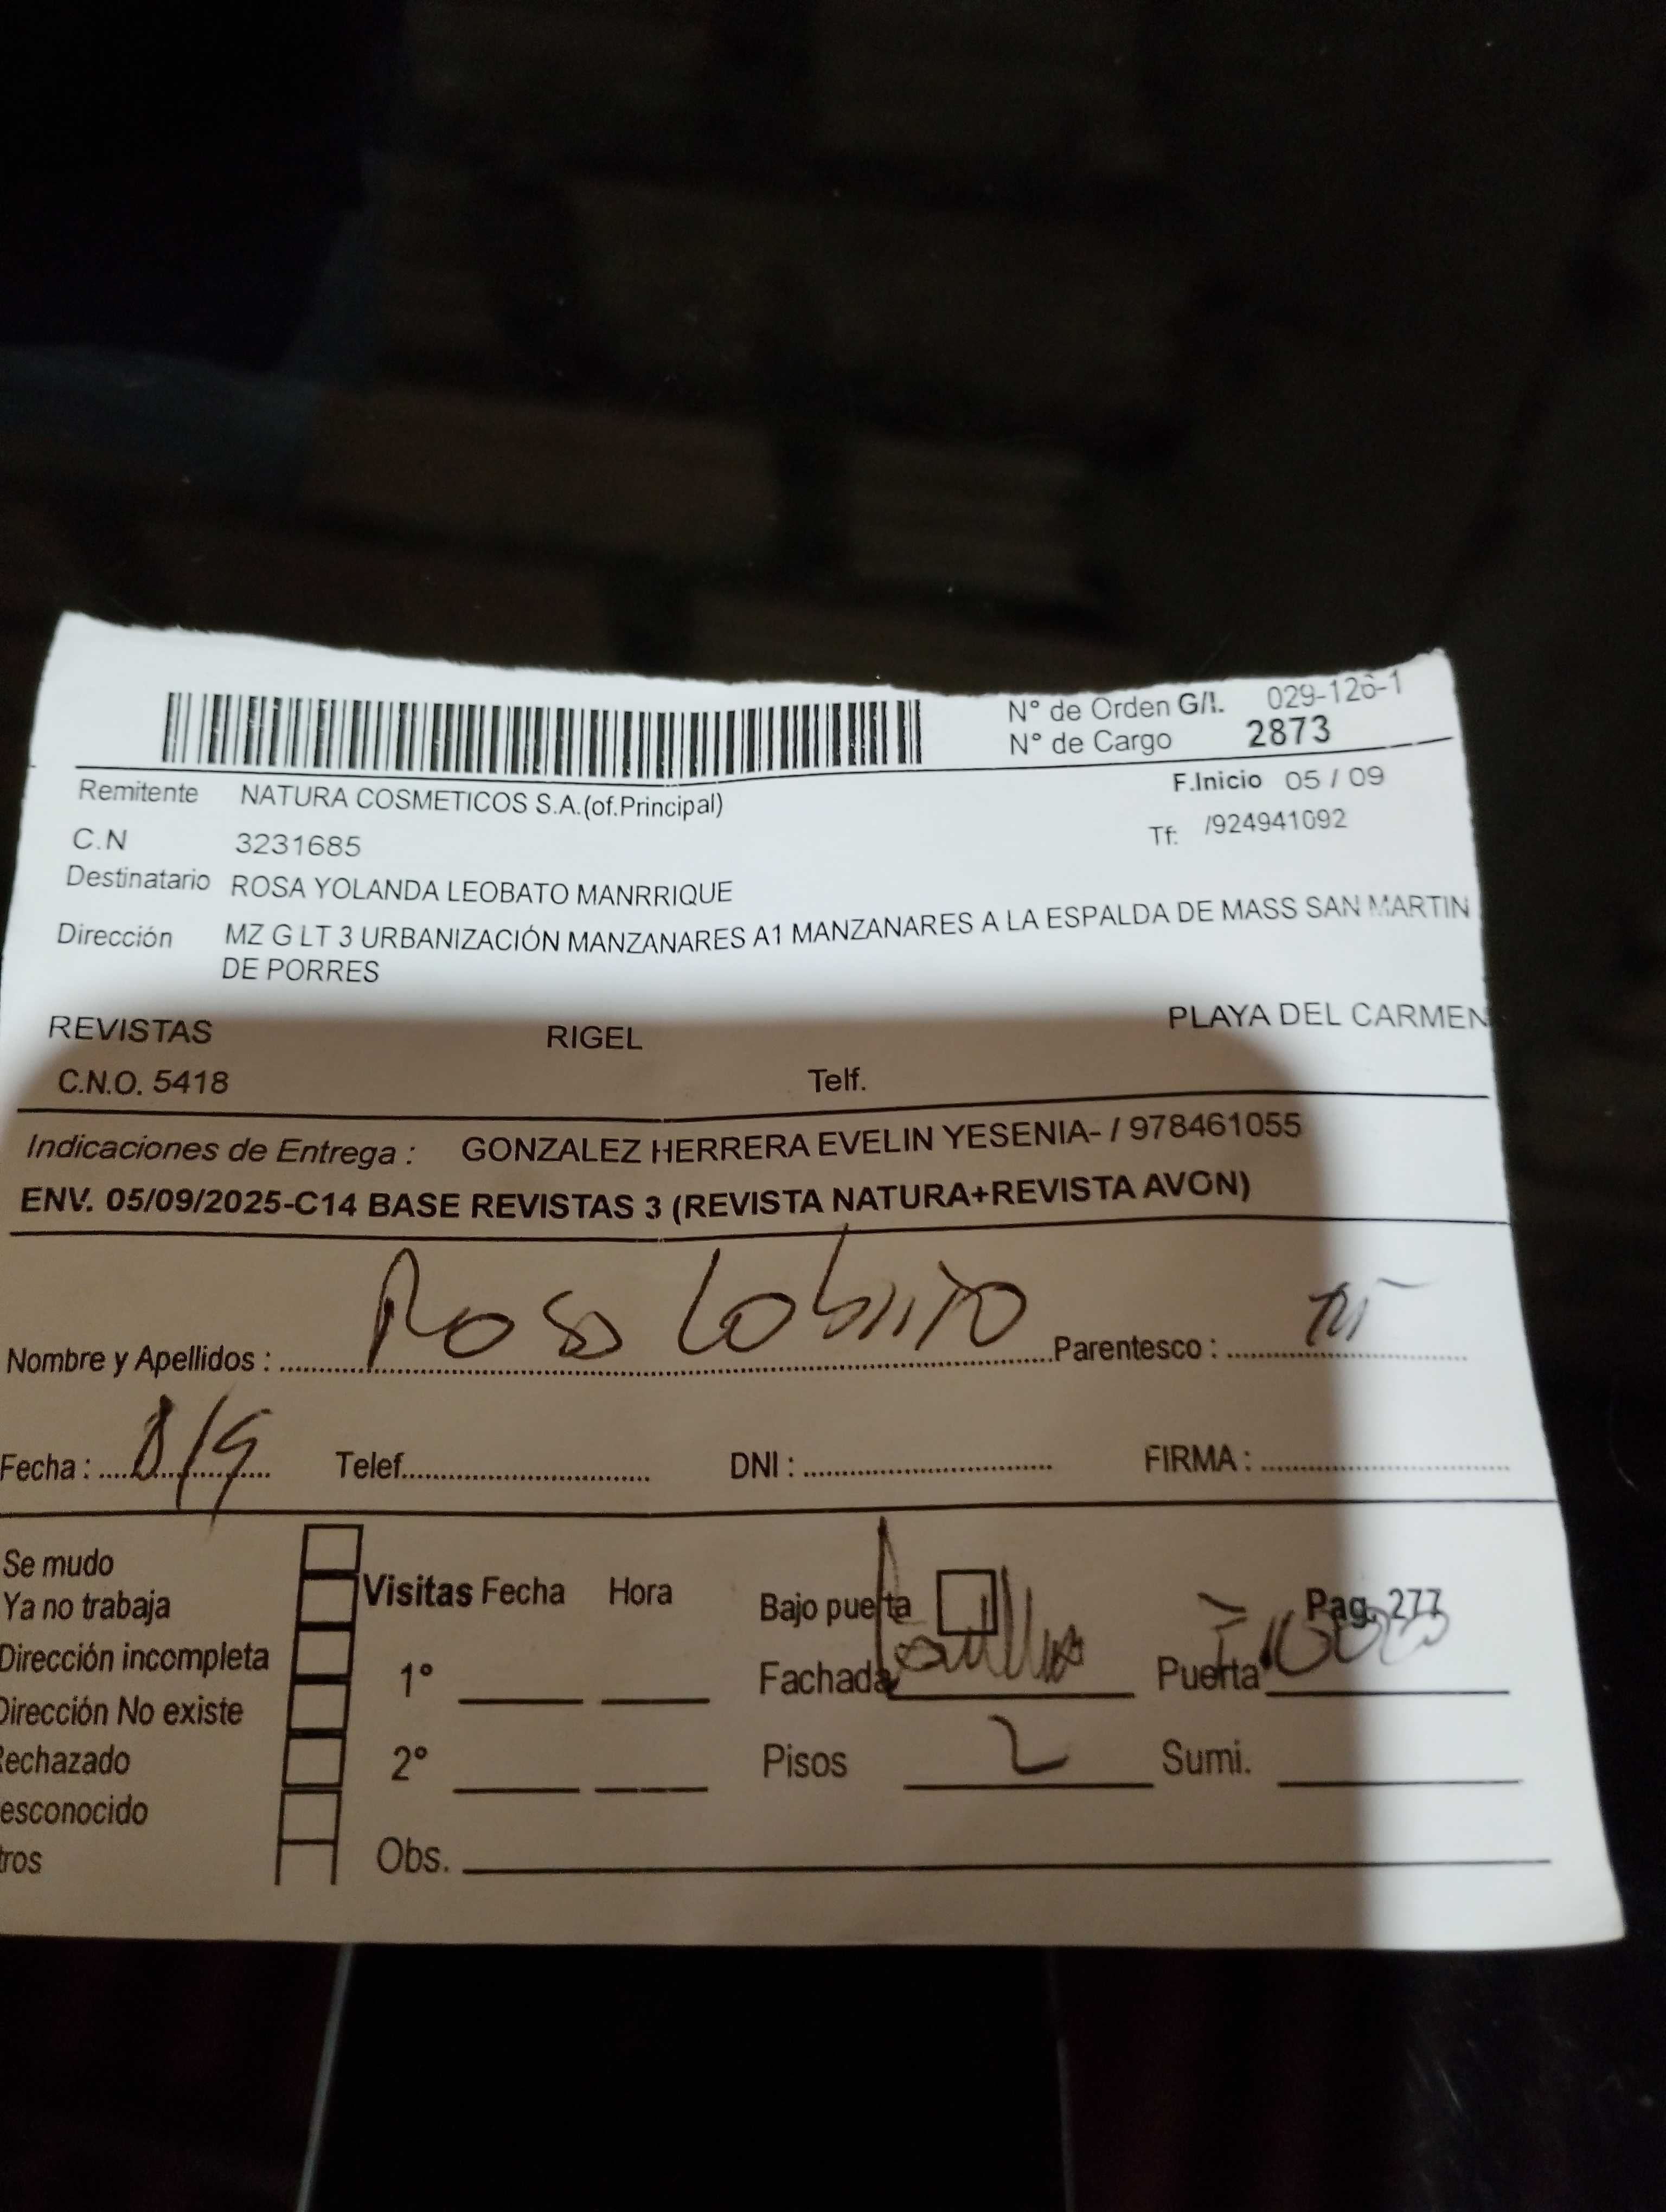 N° de Orden G/I. 029-126-1
N° de Cargo 2873
F.Inicio 05 / 09
Remitente NATURA COSMETICOS S.A.(of.Principal)
Tf: /924941092
C.N 3231685
Destinatario ROSA YOLANDA LEOBATO MANRRIQUE
Dirección MZ G LT 3 URBANIZACIÓN MANZANARES A1 MANZANARES A LA ESPALDA DE MASS SAN MARTIN
DE PORRES
REVISTAS RIGEL PLAYA DEL CARMEN
C.N.O. 5418 Telf.
Indicaciones de Entrega : GONZALEZ HERRERA EVELIN YESENIA- / 978461055
ENV. 05/09/2025-C14 BASE REVISTAS 3 (REVISTA NATURA+REVISTA AVON)
Nombre y Apellidos : Rosa Parentesco :
Fecha : 8/9 Telef. DNI : FIRMA :
Se mudo
Ya no trabaja
Dirección incompleta
Dirección No existe
Rechazado
esconocido
tros
Visitas Fecha Hora
1°
2°
Obs.
Bajo puerta Pag. 277
Fachada Puerta
Pisos 2 Sumi.